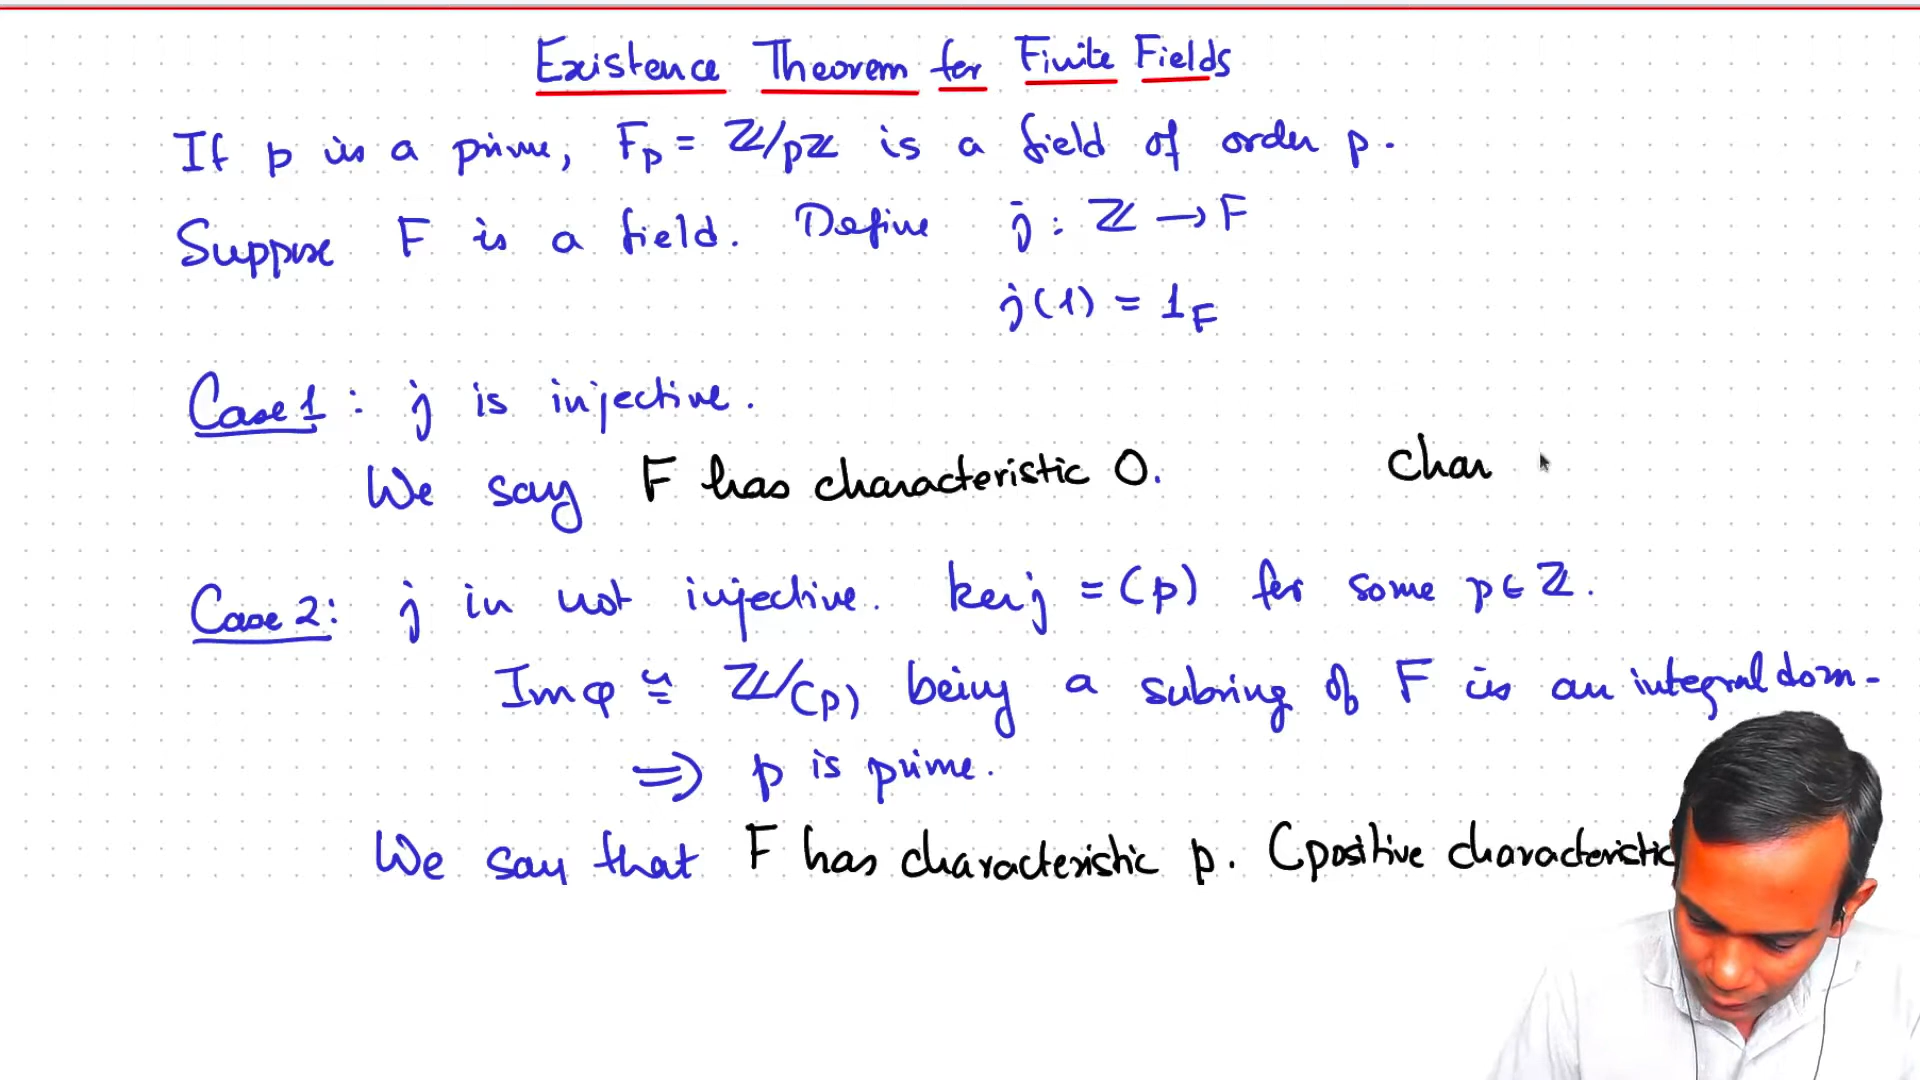 Existence Theorem for Finite Fields
If p is a prime, Fp = ℤ/pℤ is a field of order p.
Suppose F is a field. Define j : ℤ → F
j(1) = 1_F
Case 1 : j is injective.
We say F has characteristic 0. Char
Case 2 : j in not injective. ker j = (p) for some p ∈ ℤ.
Im φ ≅ ℤ/(p) being a subring of F is an integral dom-
⇒ p is prime.
We say that F has characteristic p. (positive characteristic